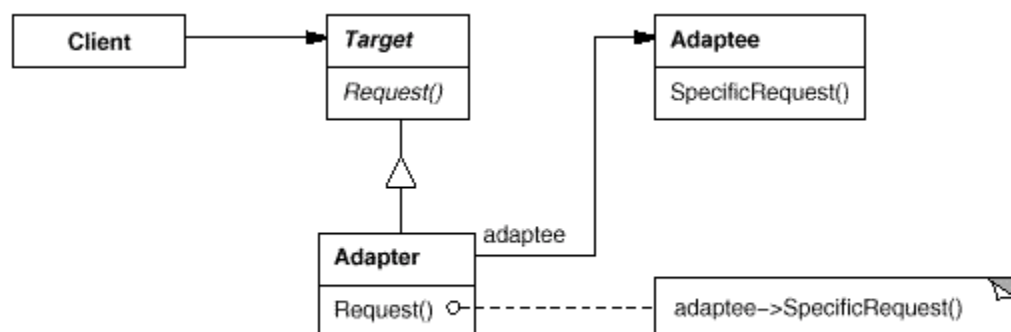 Client
Target
Request()
Adaptee
SpecificRequest()
adaptee
Adapter
Request()
adaptee->SpecificRequest()